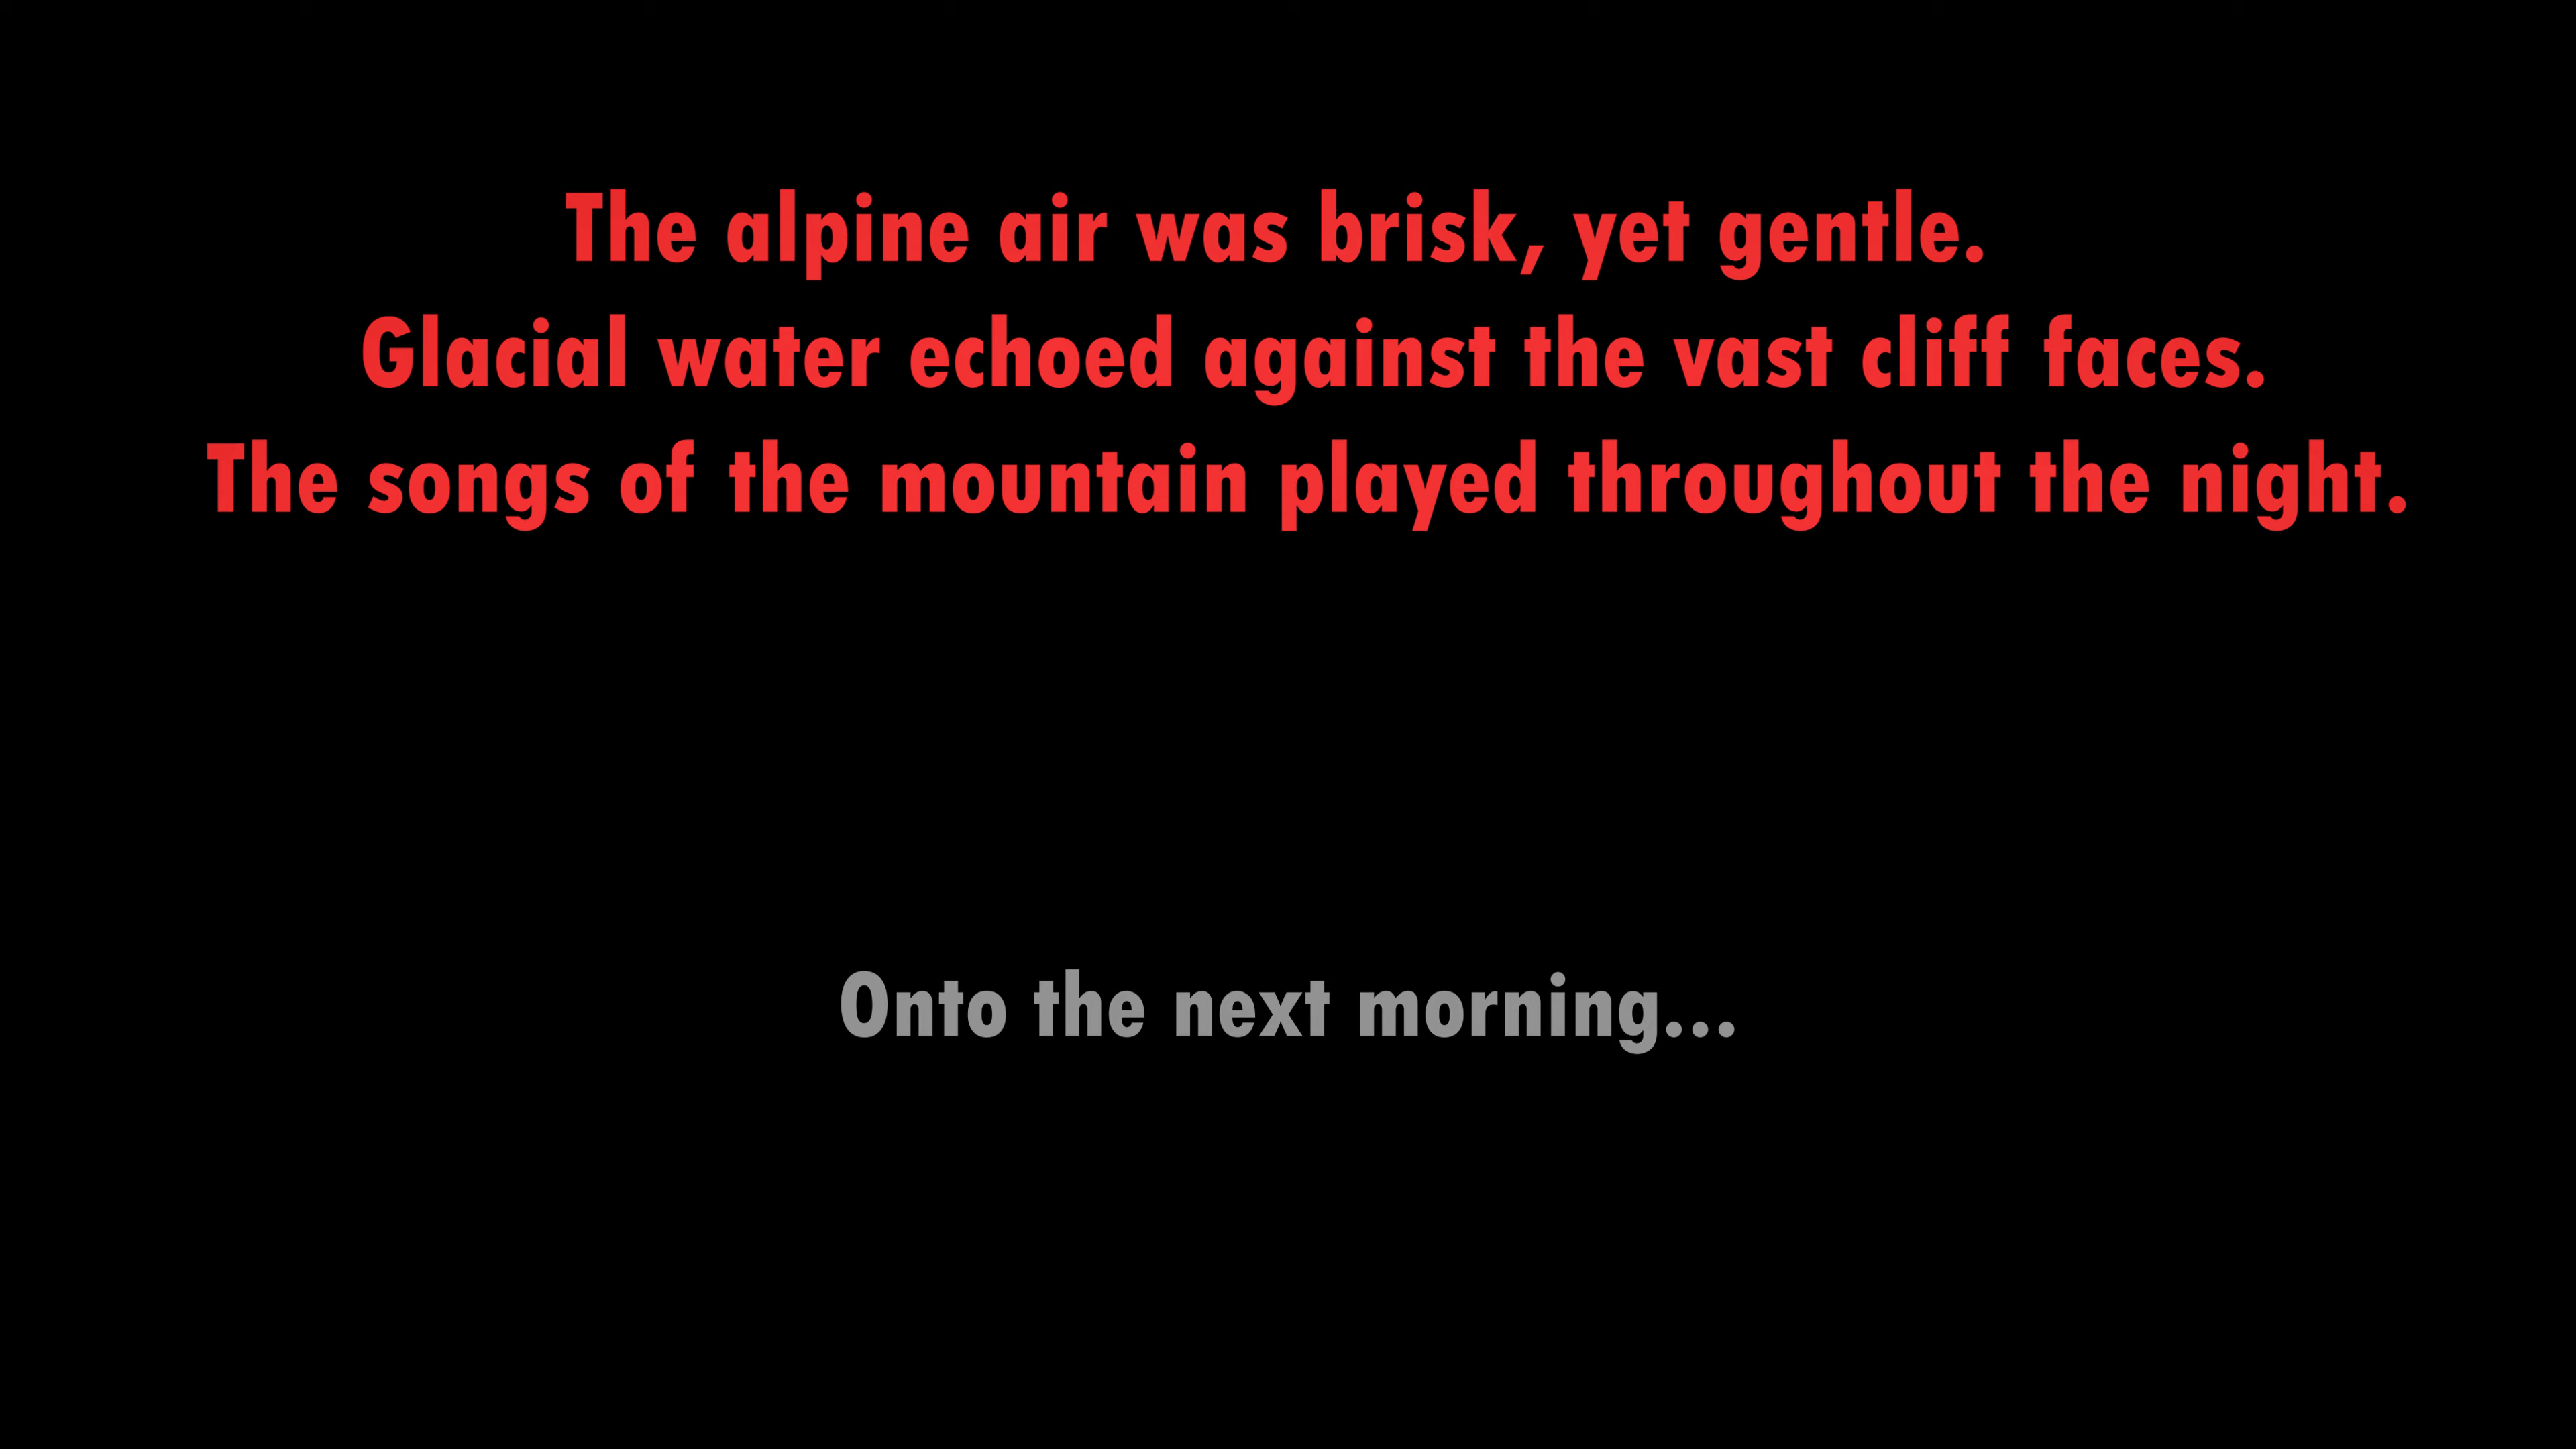 The alpine air was brisk, yet gentle.
Glacial water echoed against the vast cliff faces.
The songs of the mountain played throughout the night.
Onto the next morning...